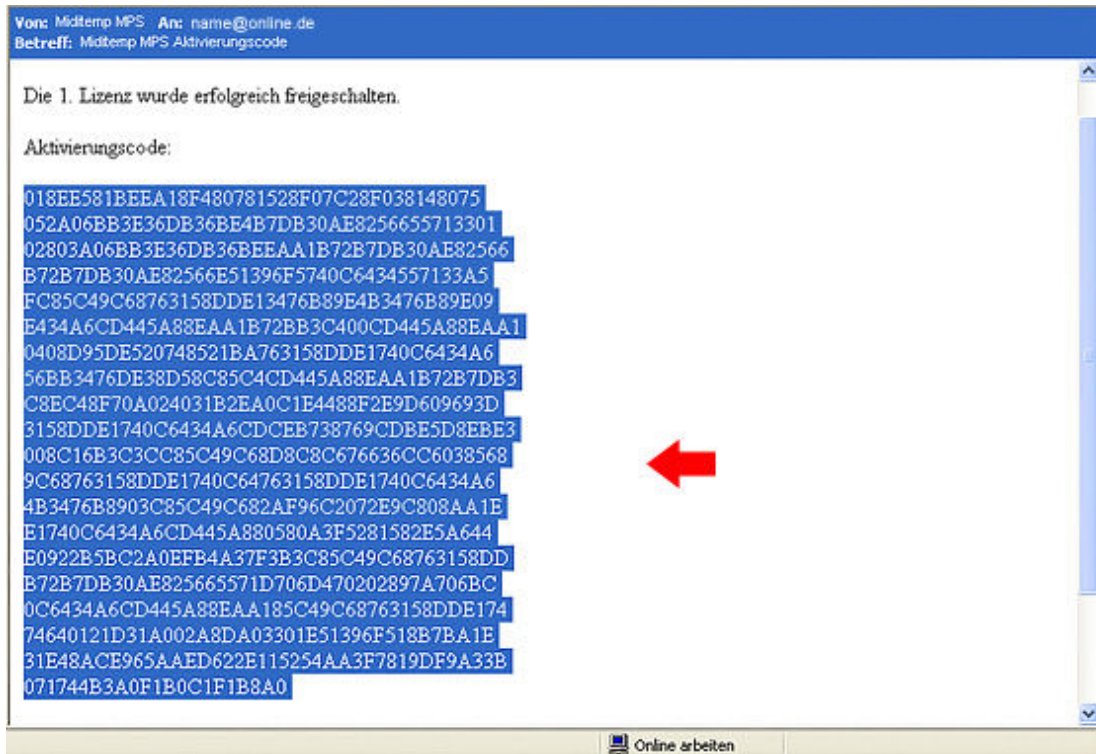 Von: Miditemp MPS An: name@online.de
Betreff: Miditemp MPS Aktivierungscode
Die 1. Lizenz wurde erfolgreich freigeschalten.
Aktivierungscode:
018EE581BEEA18F480781528F07C28F038148075
052A06BB3E36DB36BE4B7DB30AE8256655713301
02803A06BB3E36DB36BEEAA1B72B7DB30AE82566
B72B7DB30AE82566E51396F5740C6434557133A5
FC85C49C68763158DDE13476B89E4B3476B89E09
E434A6CD445A88EAA1B72BB3C400CD445A88EAA1
0408D95DE520748521BA763158DDE1740C6434A6
56BB3476DE38D58C85C4CD445A88EAA1B72B7DB3
C8EC48F70A024031B2EA0C1E4488F2E9D609693D
3158DDE1740C6434A6CDCEB738769CDBE5D8EBE3
008C16B3C3CC85C49C68D8C8C676636CC6038568
9C68763158DDE1740C64763158DDE1740C6434A6
4B3476B8903C85C49C682AF96C2072E9C808AA1E
E1740C6434A6CD445A880580A3F5281582E5A644
E0922B5BC2A0EFB4A37F3B3C85C49C68763158DD
B72B7DB30AE825665571D706D470202897A706BC
0C6434A6CD445A88EAA185C49C68763158DDE174
74640121D31A002A8DA03301E51396F518B7BA1E
31E48ACE965AAED622E115254AA3F7819DF9A33B
071744B3A0F1B0C1F1B8A0
Online arbeiten